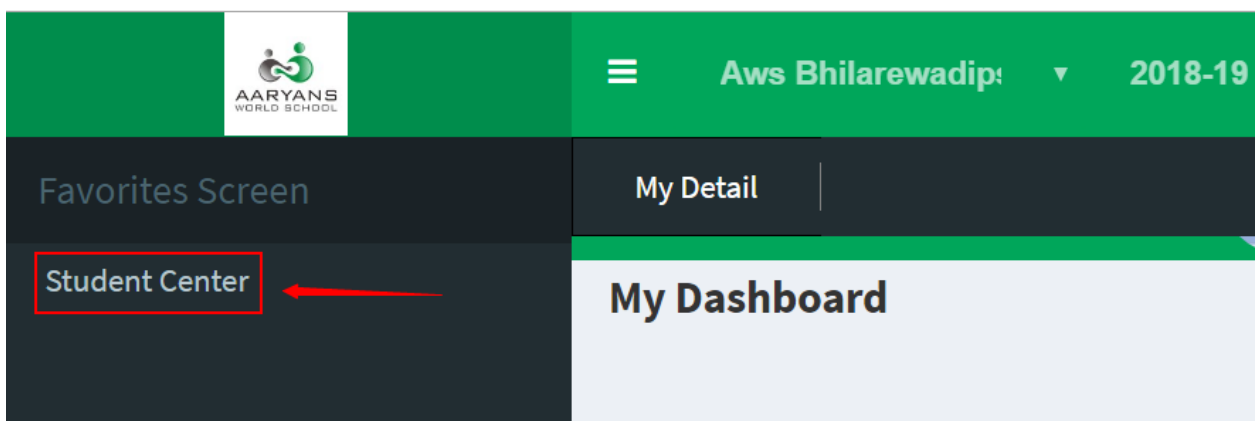 AARYANS
WORLD SCHOOL
Aws Bhilarewadips ▼ 2018-19
Favorites Screen
My Detail
Student Center
My Dashboard